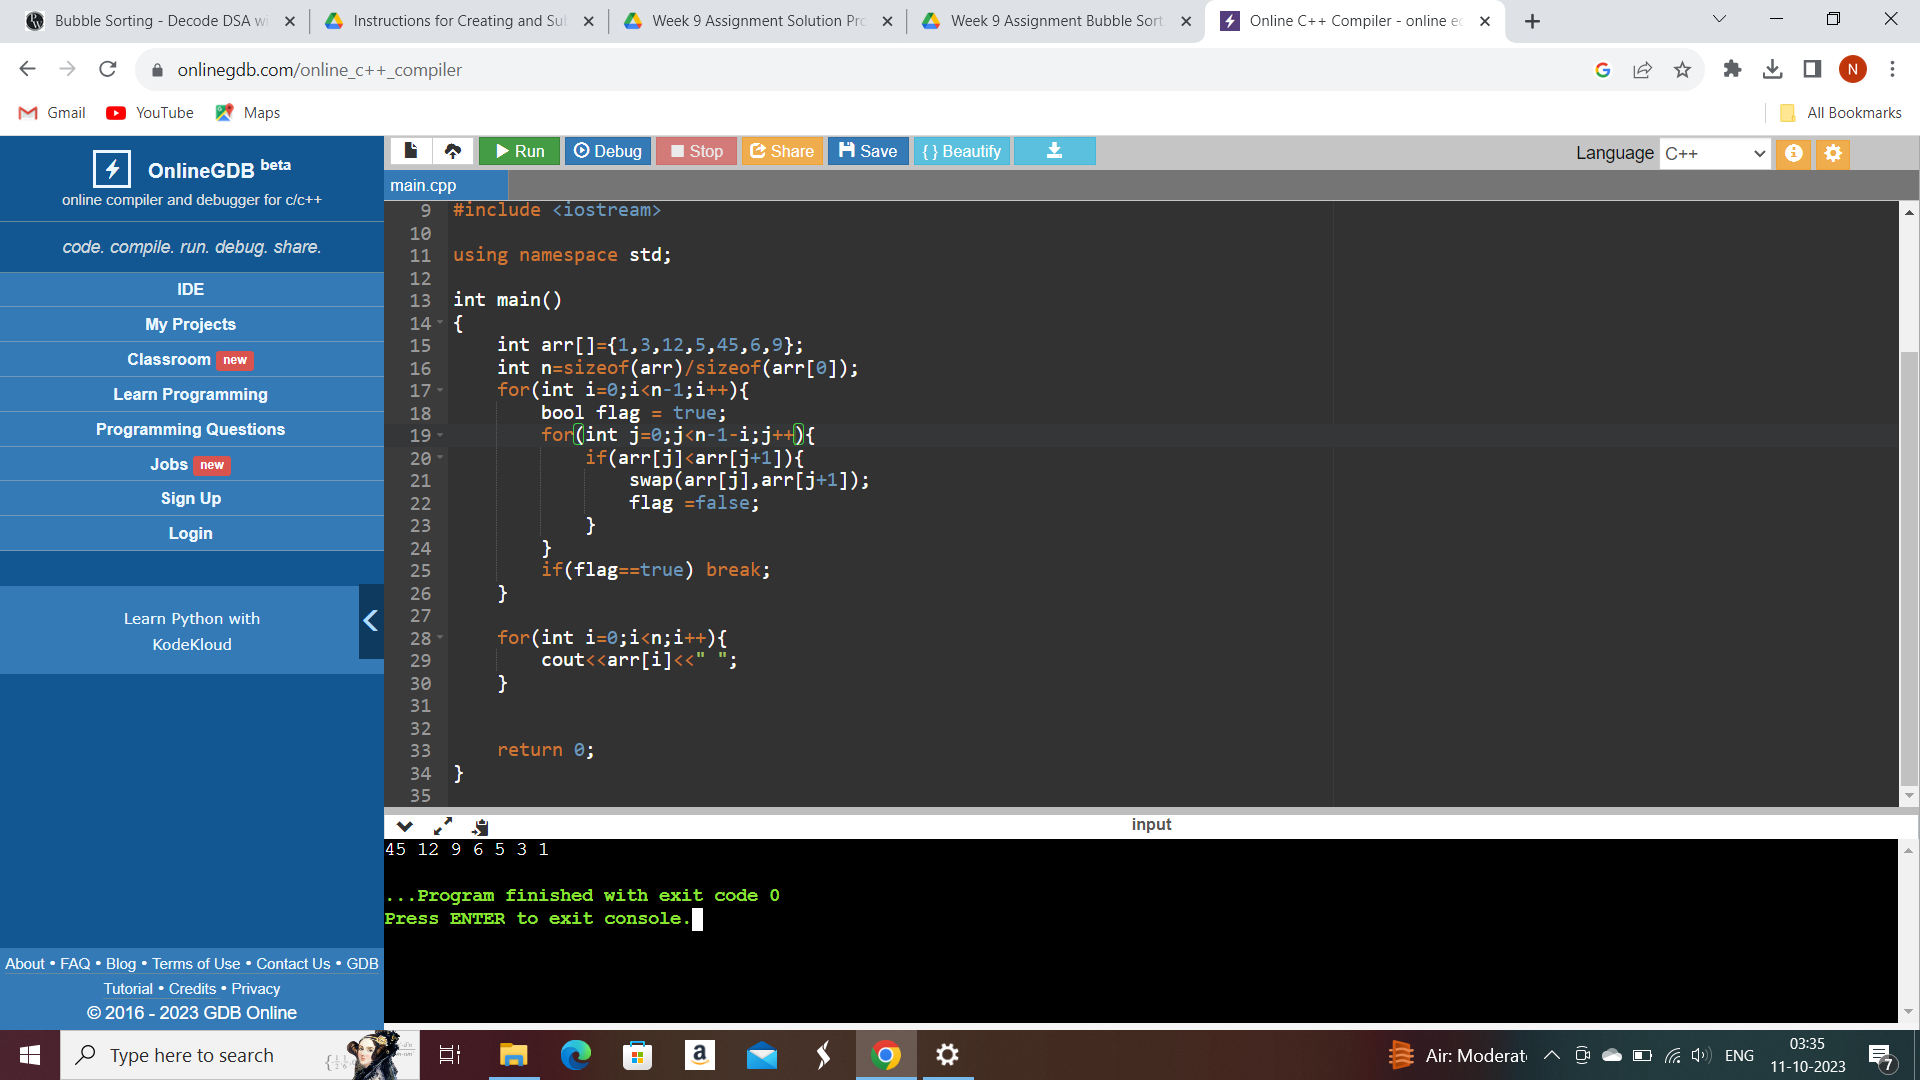 Bubble Sorting - Decode DSA wi
Instructions for Creating and Su
Week 9 Assignment Solution Pro
Week 9 Assignment Bubble Sort
Online C++ Compiler - online ed
onlinegdb.com/online_c++_compiler
N
Gmail
YouTube
Maps
All Bookmarks
OnlineGDB beta
online compiler and debugger for c/c++
code. compile. run. debug. share.
IDE
My Projects
Classroom new
Learn Programming
Programming Questions
Jobs new
Sign Up
Login
Learn Python with
KodeKloud
About • FAQ • Blog • Terms of Use • Contact Us • GDB
Tutorial • Credits • Privacy
© 2016 - 2023 GDB Online
Run
Debug
Stop
Share
Save
{ } Beautify
Language C++
main.cpp
9 #include <iostream>
10
11 using namespace std;
12
13 int main()
14 {
15 int arr[]={1,3,12,5,45,6,9};
16 int n=sizeof(arr)/sizeof(arr[0]);
17 for(int i=0;i<n-1;i++){
18 bool flag = true;
19 for(int j=0;j<n-1-i;j++){
20 if(arr[j]<arr[j+1]){
21 swap(arr[j],arr[j+1]);
22 flag =false;
23 }
24 }
25 if(flag==true) break;
26 }
27
28 for(int i=0;i<n;i++){
29 cout<<arr[i]<<" ";
30 }
31
32
33 return 0;
34 }
35
input
45 12 9 6 5 3 1
...Program finished with exit code 0
Press ENTER to exit console.
Type here to search
Air: Moderat
ENG
03:35
11-10-2023
7